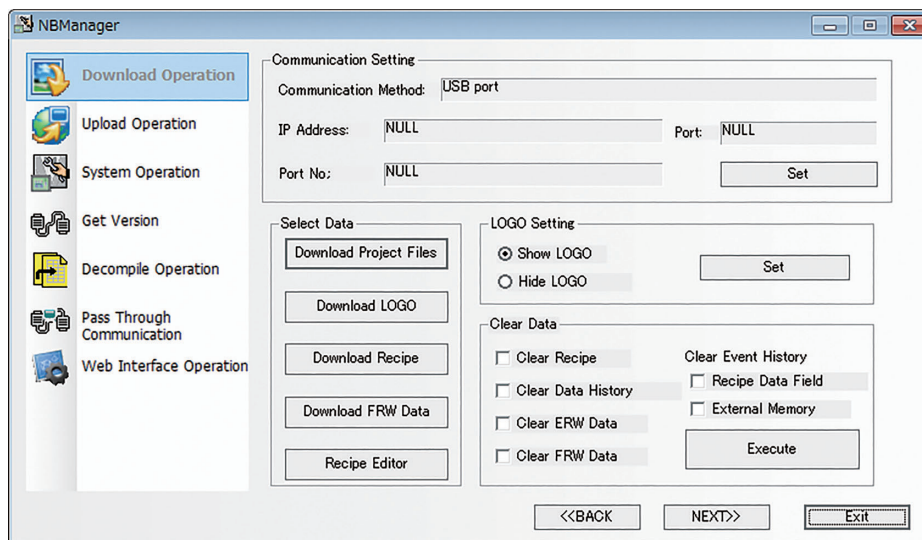 NBManager
Download Operation
Upload Operation
System Operation
Get Version
Decompile Operation
Pass Through
Communication
Web Interface Operation
Communication Setting
Communication Method: USB port
IP Address: NULL Port: NULL
Port No; NULL Set
Select Data
Download Project Files
Download LOGO
Download Recipe
Download FRW Data
Recipe Editor
LOGO Setting
Show LOGO
Hide LOGO
Set
Clear Data
Clear Recipe
Clear Data History
Clear ERW Data
Clear FRW Data
Clear Event History
Recipe Data Field
External Memory
Execute
<<BACK NEXT>> Exit